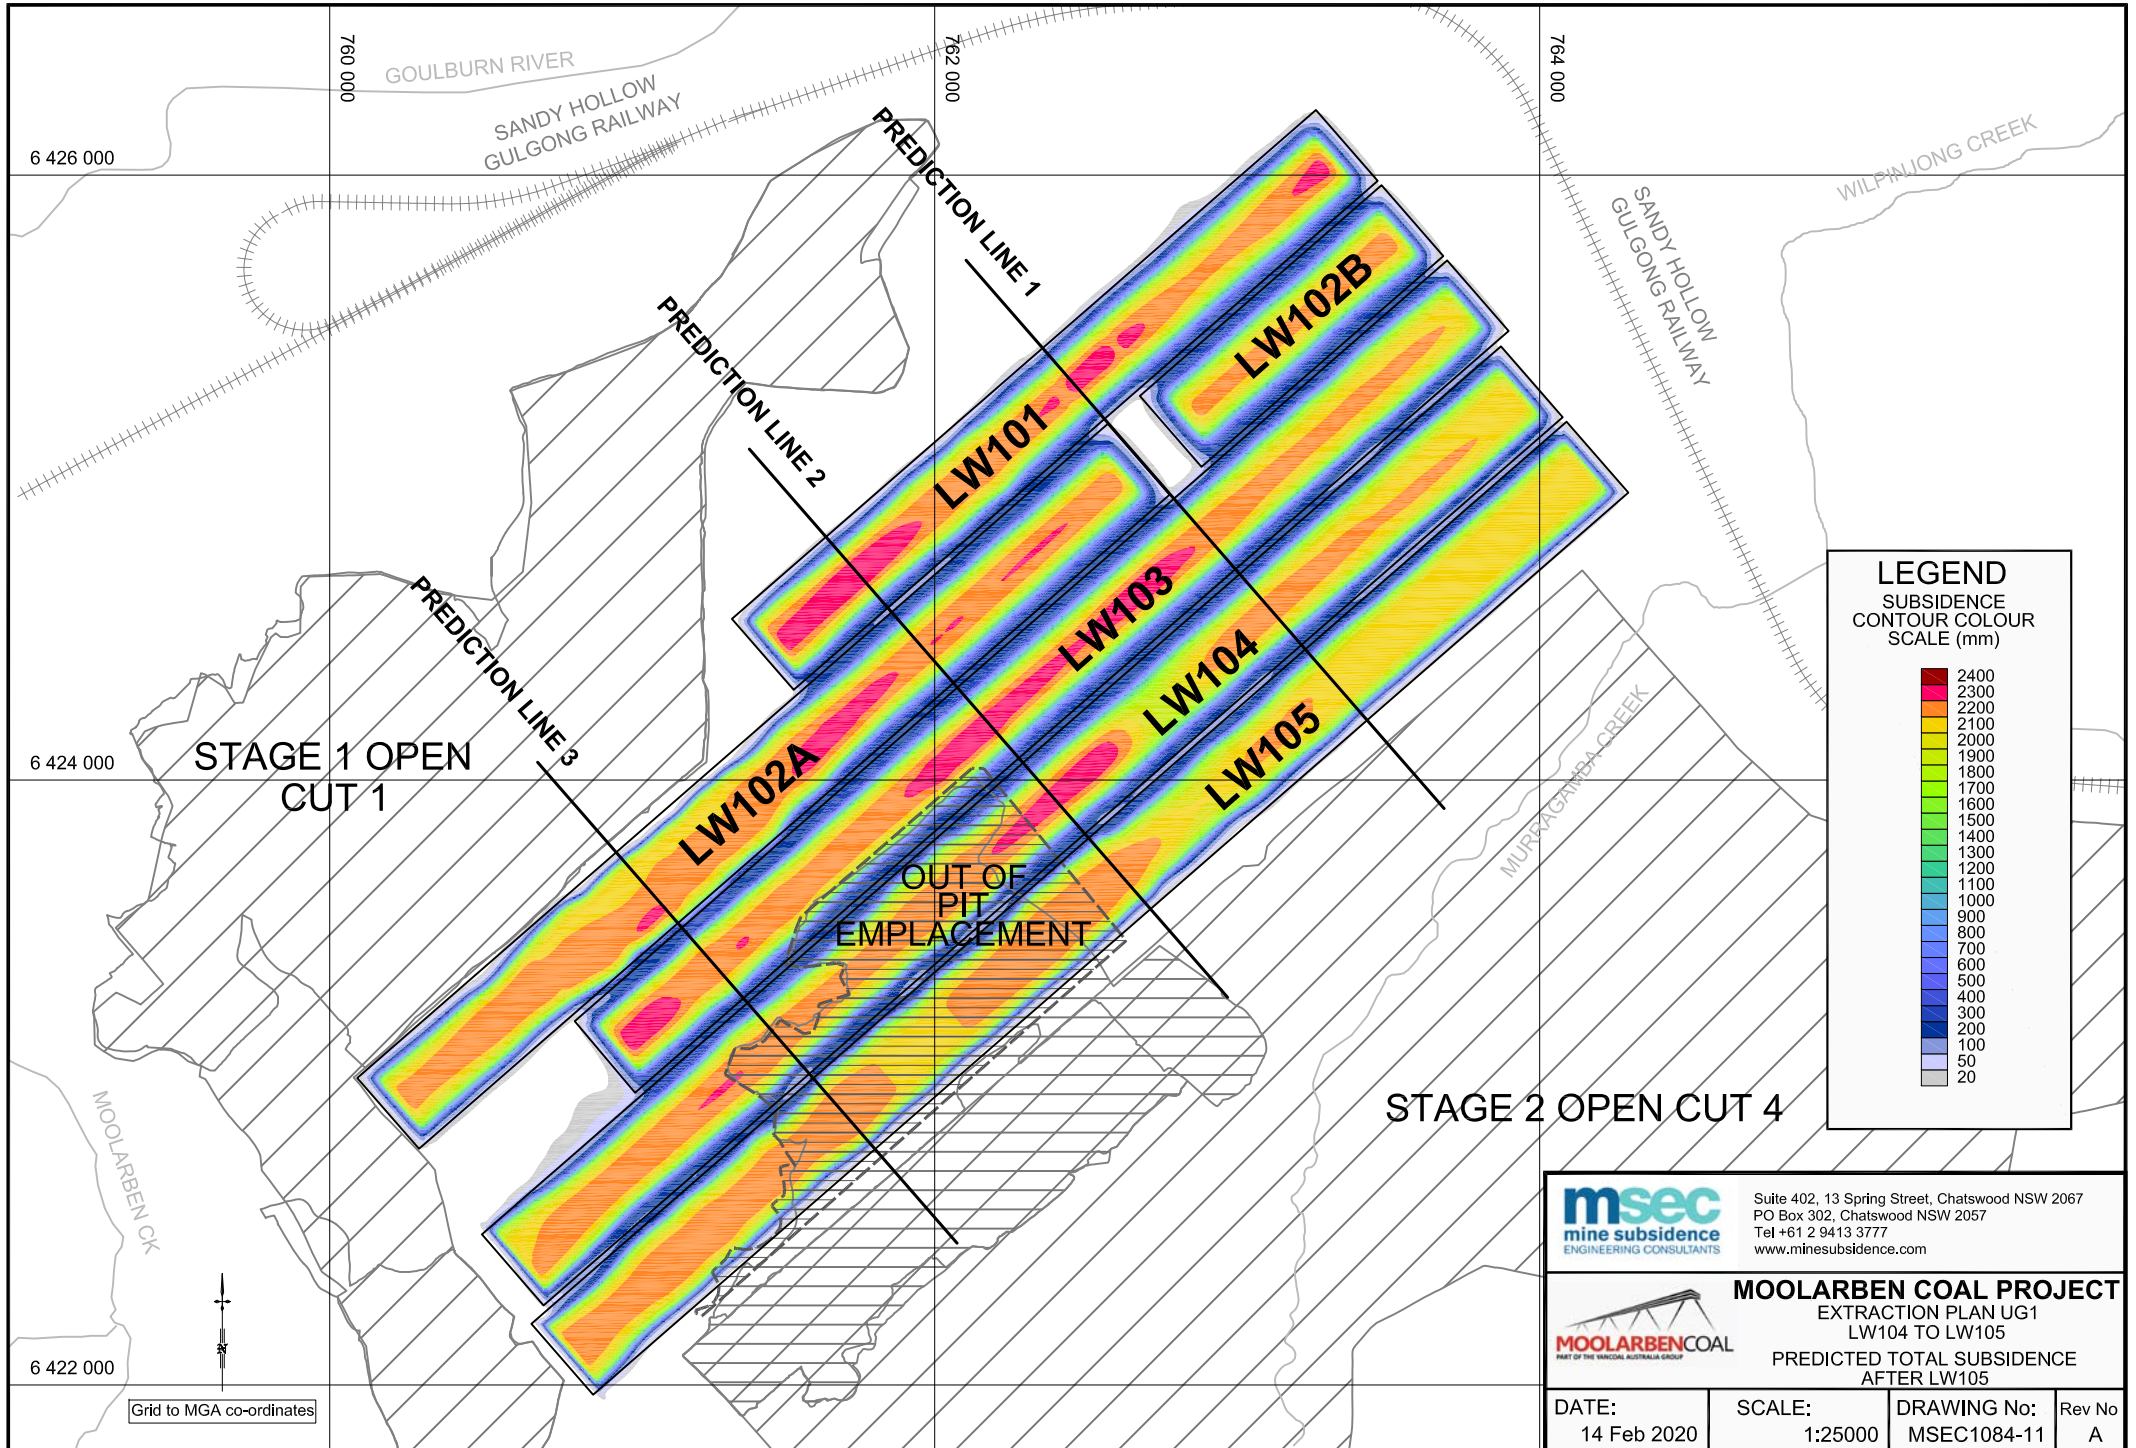 760 000
762 000
764 000
6 426 000
6 424 000
6 422 000
GOULBURN RIVER
SANDY HOLLOW
GULGONG RAILWAY
WILPINJONG CREEK
SANDY HOLLOW
GULGONG RAILWAY
PREDICTION LINE 1
PREDICTION LINE 2
PREDICTION LINE 3
LW101
LW102B
LW103
LW104
LW105
LW102A
STAGE 1 OPEN
CUT 1
OUT OF
PIT
EMPLACEMENT
MURRAGAMBA CREEK
STAGE 2 OPEN CUT 4
MOOLARBEN CK
N
Grid to MGA co-ordinates
LEGEND
SUBSIDENCE
CONTOUR COLOUR
SCALE (mm)
2400
2300
2200
2100
2000
1900
1800
1700
1600
1500
1400
1300
1200
1100
1000
900
800
700
600
500
400
300
200
100
50
20
msec
mine subsidence
ENGINEERING CONSULTANTS
Suite 402, 13 Spring Street, Chatswood NSW 2067
PO Box 302, Chatswood NSW 2057
Tel +61 2 9413 3777
www.minesubsidence.com
MOOLARBENCOAL
PART OF THE YANCOAL AUSTRALIA GROUP
MOOLARBEN COAL PROJECT
EXTRACTION PLAN UG1
LW104 TO LW105
PREDICTED TOTAL SUBSIDENCE
AFTER LW105
DATE:
14 Feb 2020
SCALE:
1:25000
DRAWING No:
MSEC1084-11
Rev No
A